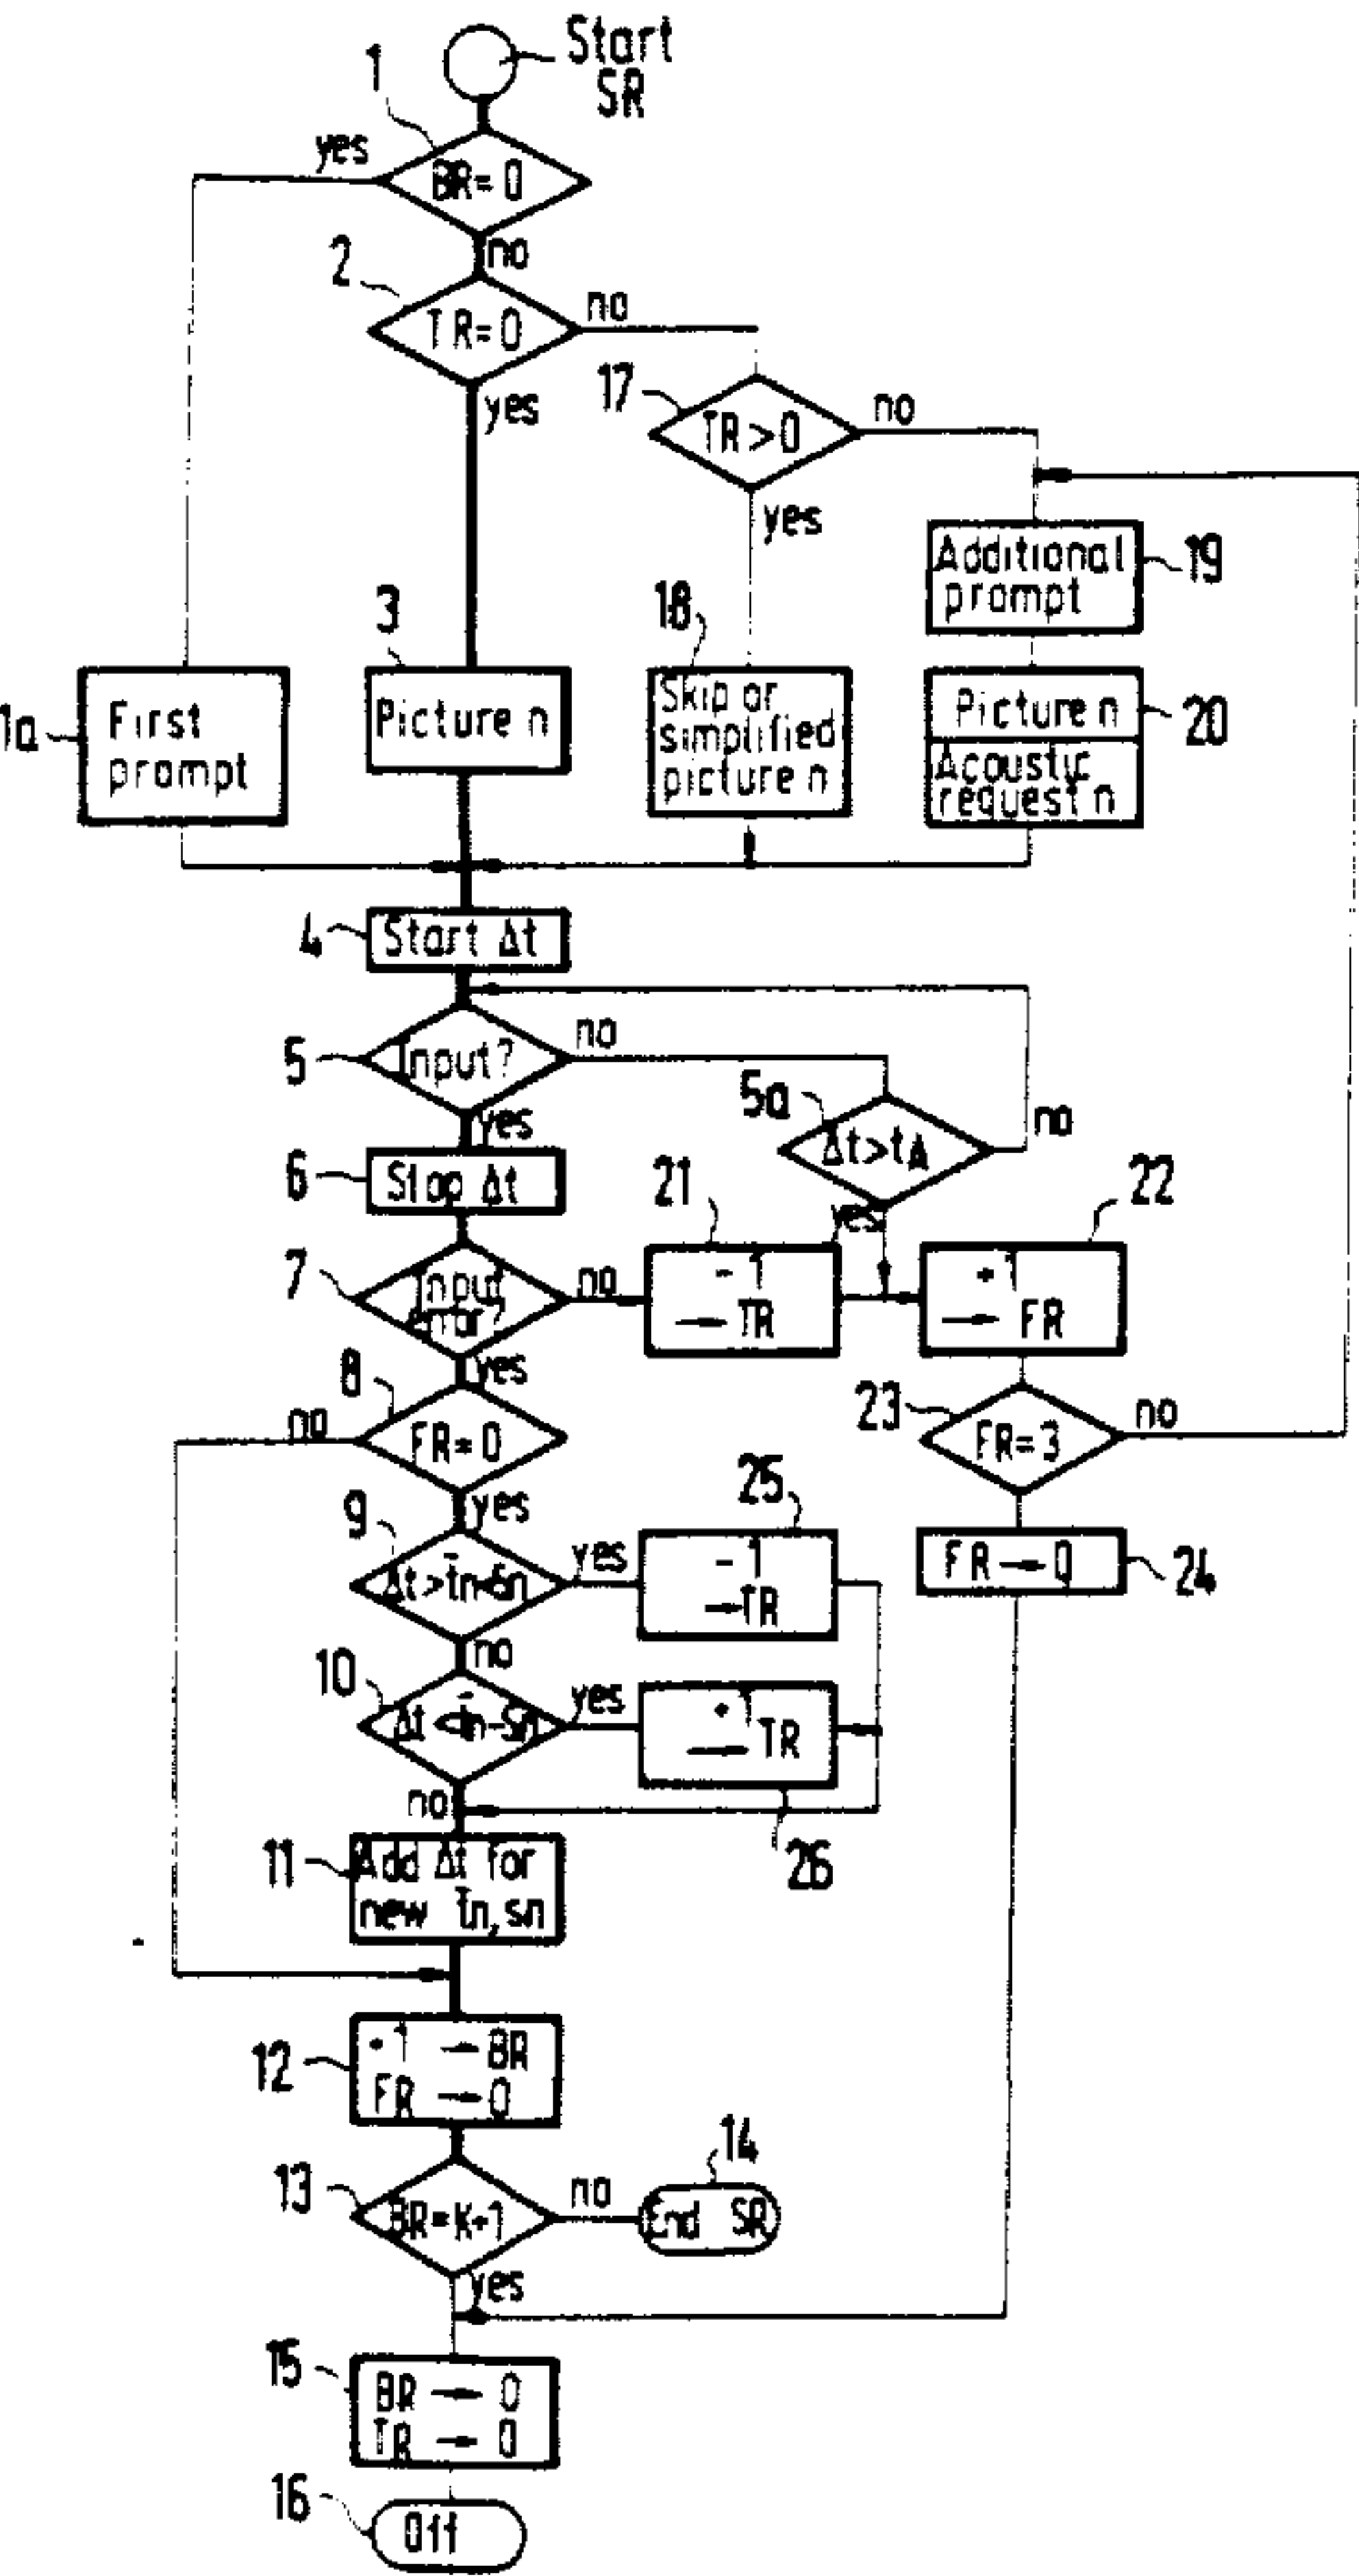 Start
SR
1
yes
BR=0
no
2
TR=0
no
yes
17
TR>0
no
yes
Additional
prompt
19
3
18
1a
First
prompt
Picture n
Skip or
simplified
picture n
Picture n
20
Acoustic
request n
4
Start Δt
5
Input?
no
5a
Δt>tA
no
yes
yes
6
Stop Δt
21
22
7
Input
no
-1
→ TR
+1
→ FR
yes
8
no
FR=0
23
FR=3
no
yes
25
9
yes
-1
→TR
FR→0
24
no
10
yes
+1
→ TR
no
26
11
Add Δt for
new t̄n,sn
12
+1 →BR
FR →0
14
13
BR=K+1
no
End SR
yes
15
BR → 0
TR → 0
16
Off